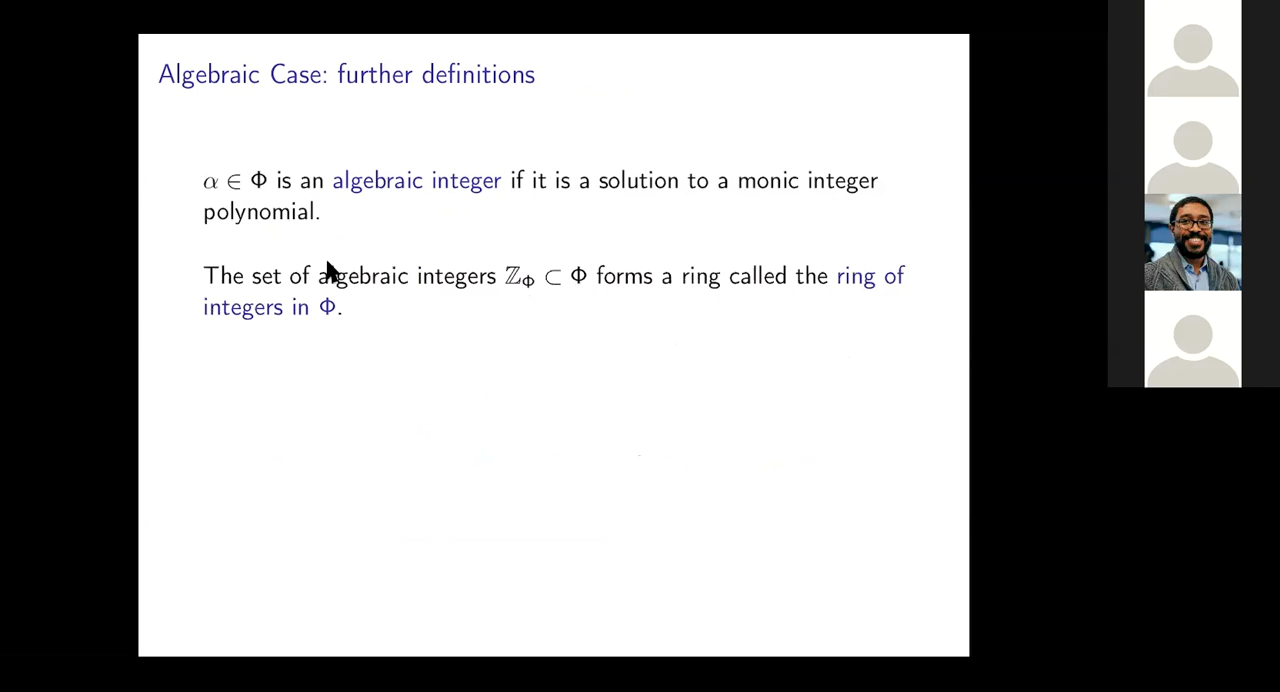 Algebraic Case: further definitions
α ∈ Φ is an algebraic integer if it is a solution to a monic integer
polynomial.
The set of algebraic integers ℤ_Φ ⊂ Φ forms a ring called the ring of
integers in Φ.